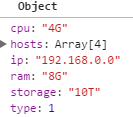 Object
cpu: "4G"
hosts: Array[4]
ip: "192.168.0.0"
ram: "8G"
storage: "10T"
type: 1